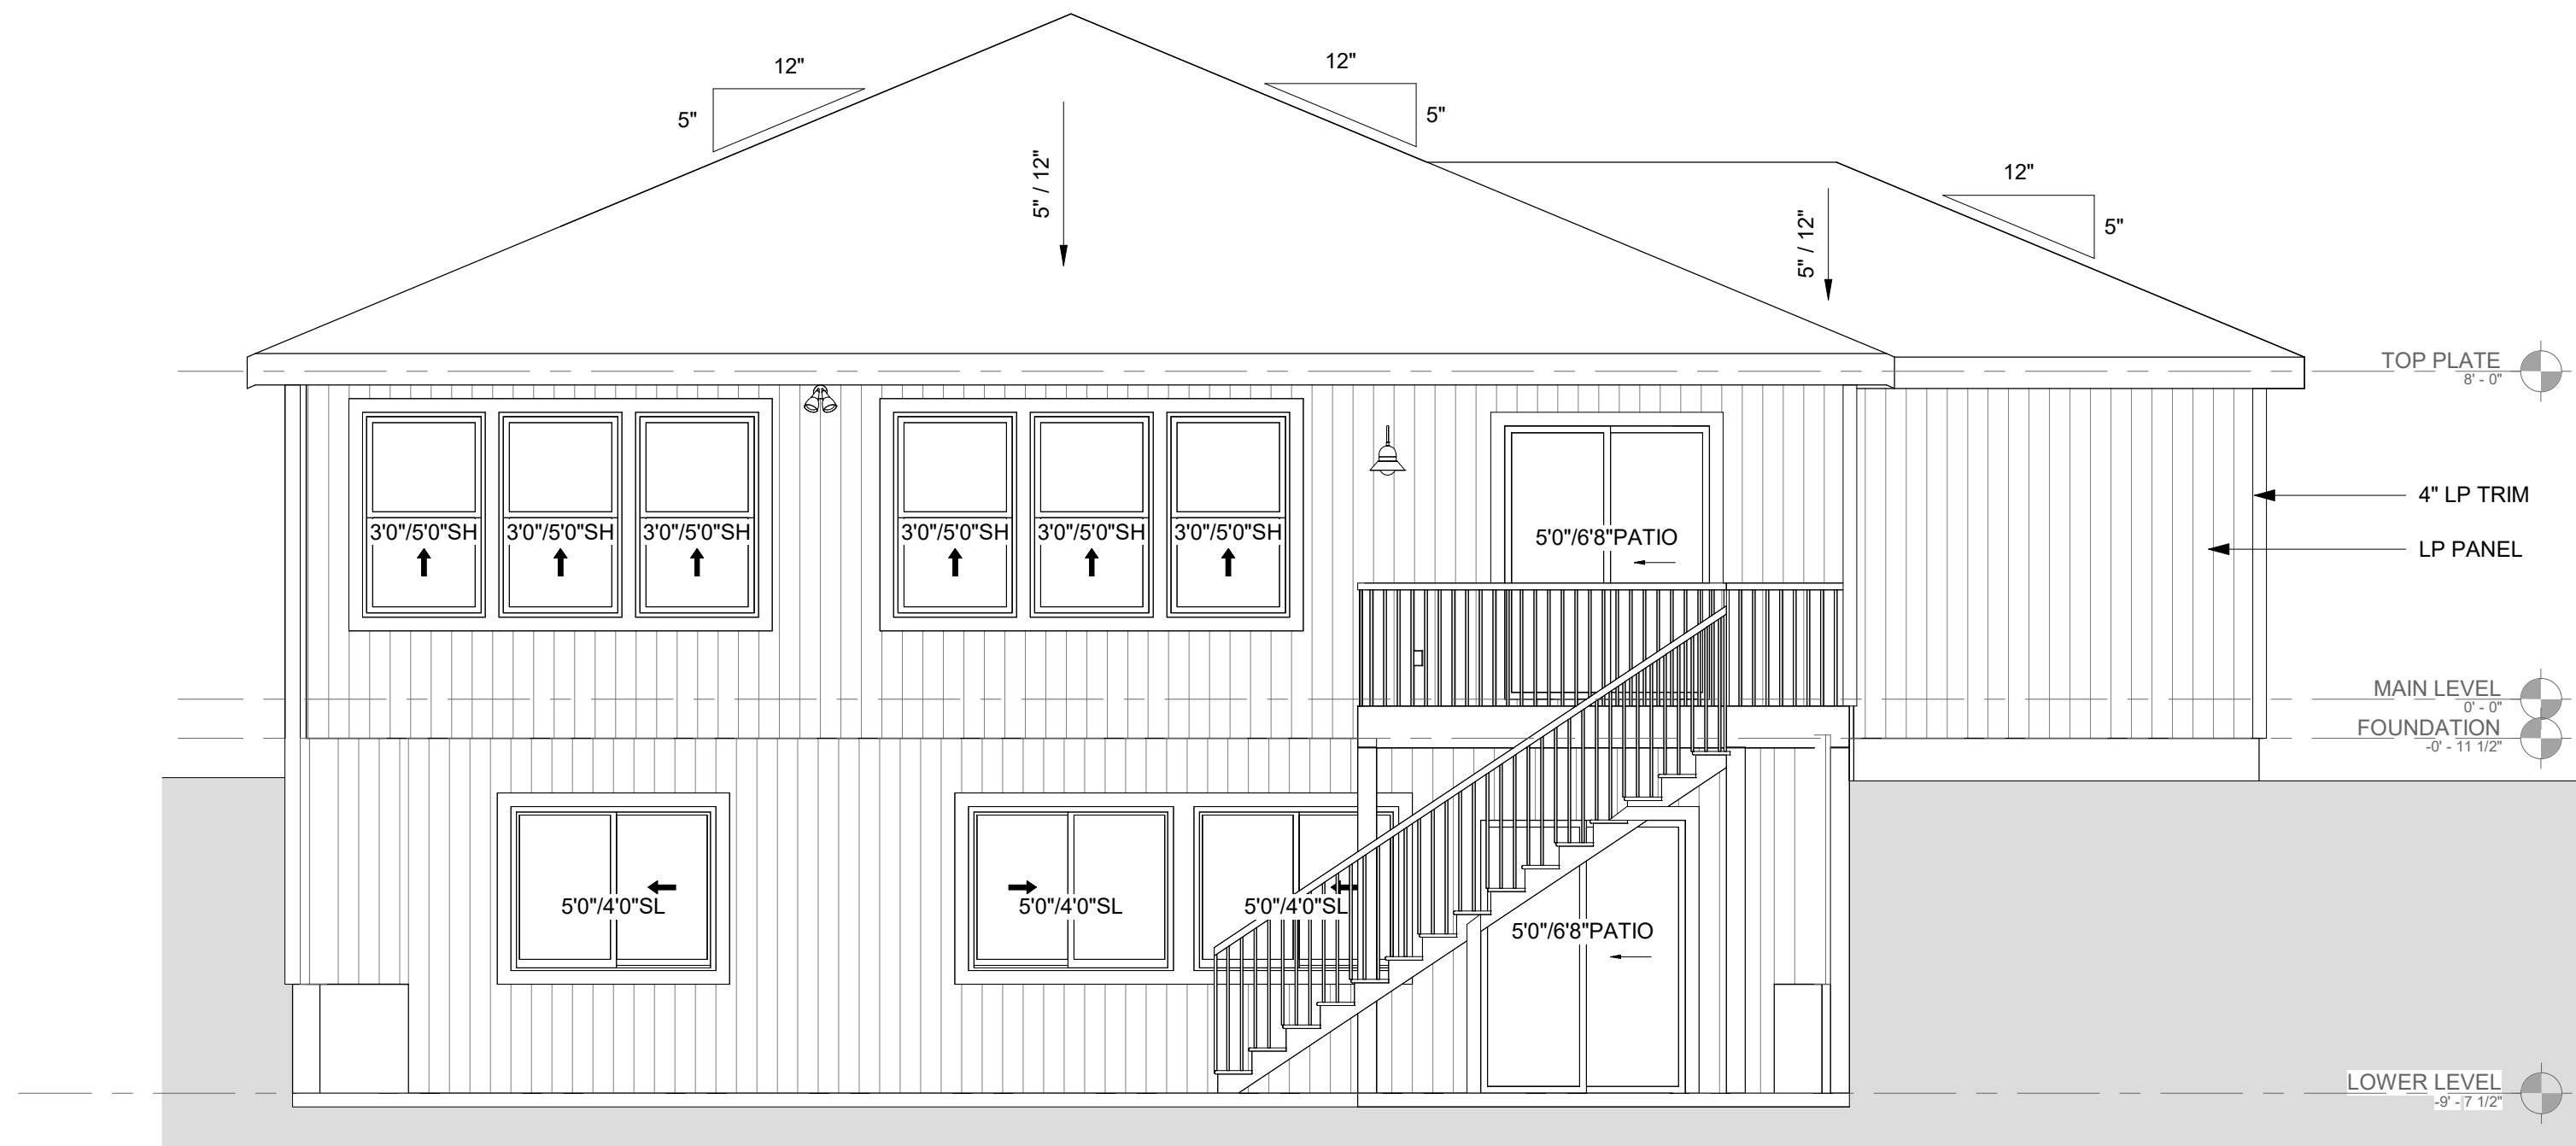 12"
5"
12"
5"
5" / 12"
12"
5"
5" / 12"
TOP PLATE
8' - 0"
4" LP TRIM
LP PANEL
3'0"/5'0"SH
3'0"/5'0"SH
3'0"/5'0"SH
3'0"/5'0"SH
3'0"/5'0"SH
3'0"/5'0"SH
5'0"/6'8"PATIO
MAIN LEVEL
0' - 0"
FOUNDATION
-0' - 11 1/2"
5'0"/4'0"SL
5'0"/4'0"SL
5'0"/4'0"SL
5'0"/6'8"PATIO
LOWER LEVEL
-9' - 7 1/2"